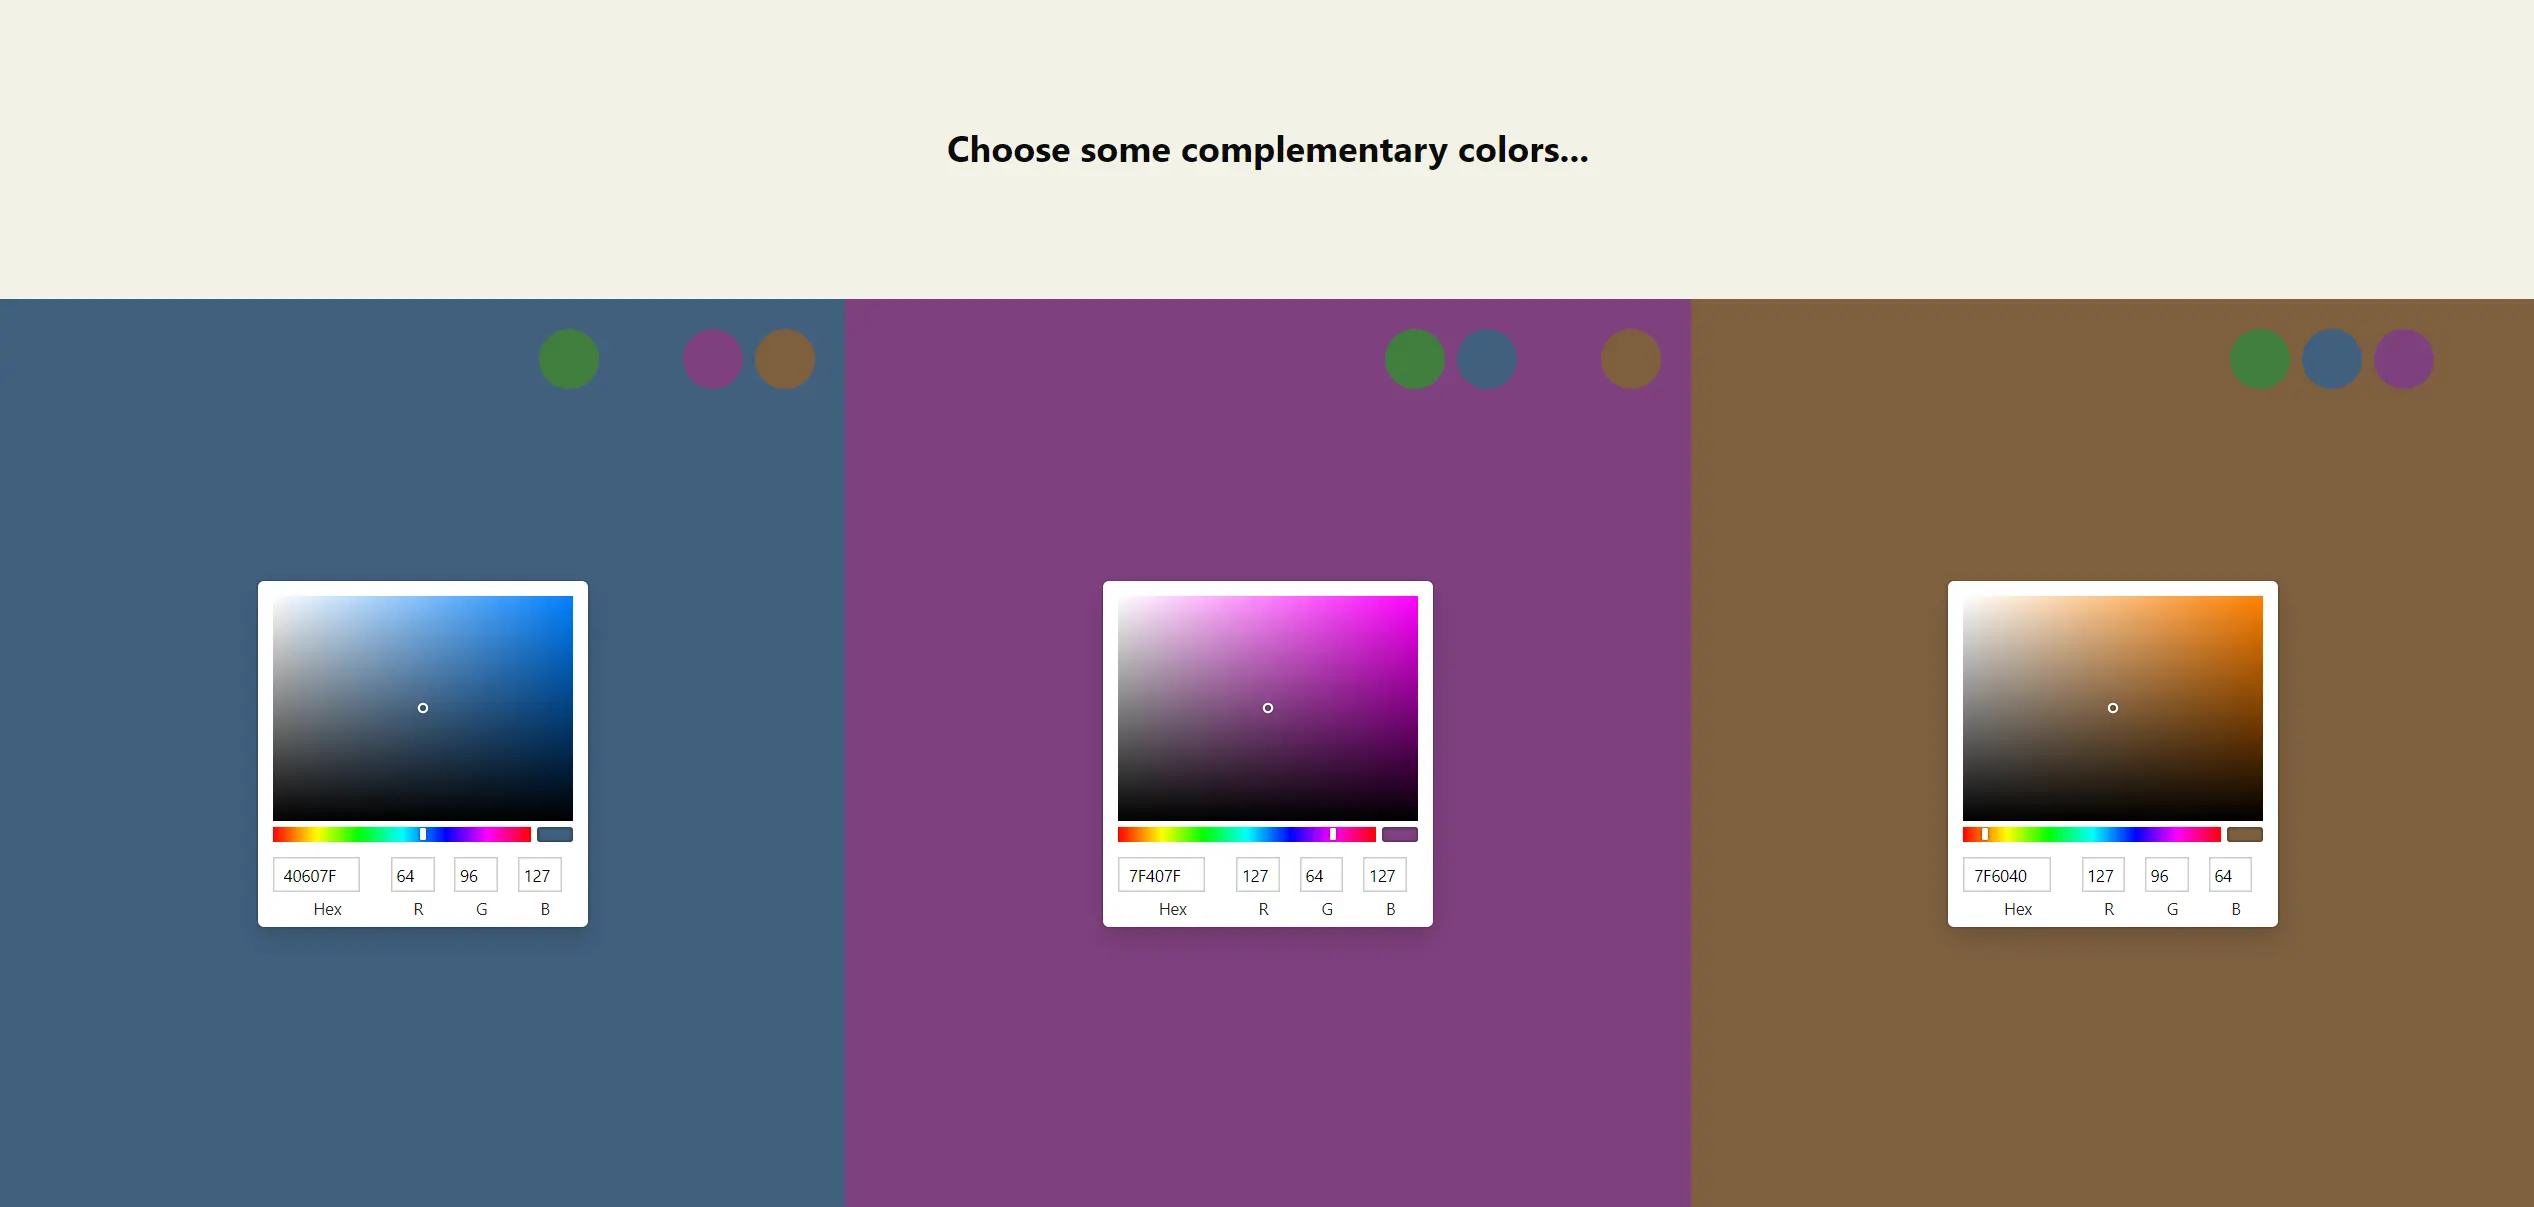 Choose some complementary colors...
40607F 64 96 127
Hex R G B
7F407F 127 64 127
Hex R G B
7F6040 127 96 64
Hex R G B